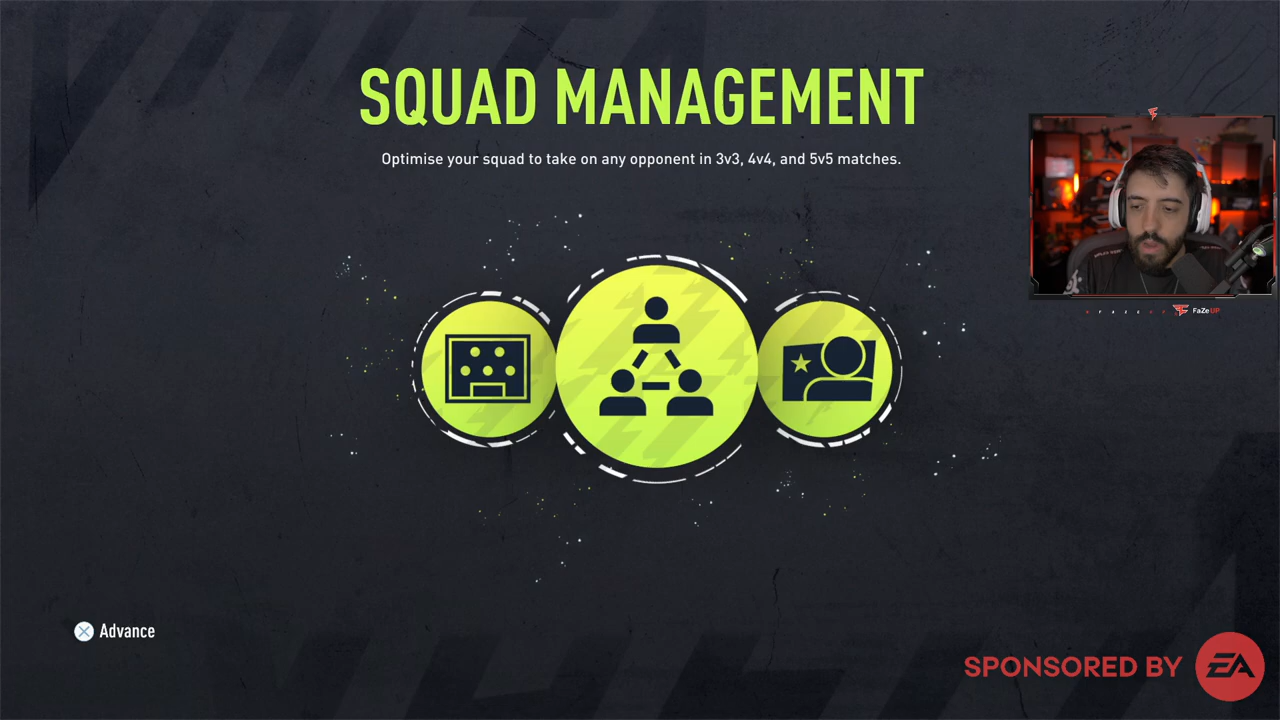 SQUAD MANAGEMENT
Optimise your squad to take on any opponent in 3v3, 4v4, and 5v5 matches.
FaZeUP
Advance
SPONSORED BY EA